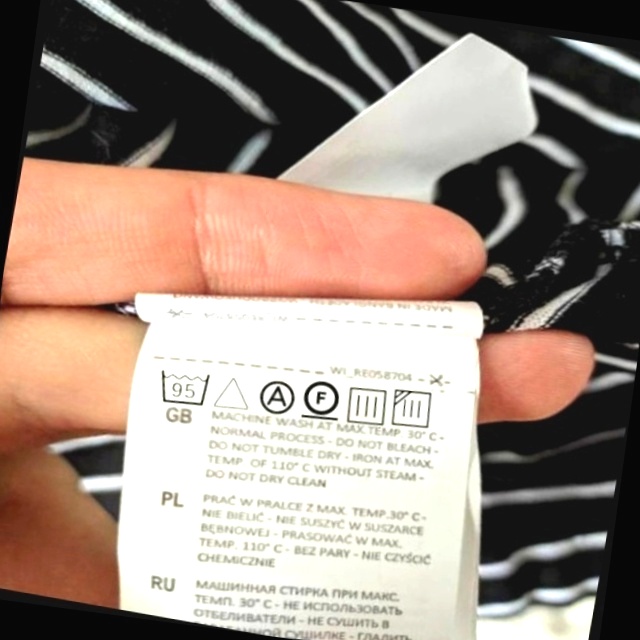 WI_RE058704
95 A F
GB MACHINE WASH AT MAX.TEMP 30° C -
NORMAL PROCESS - DO NOT BLEACH -
DO NOT TUMBLE DRY - IRON AT MAX.
TEMP. OF 110° C WITHOUT STEAM -
DO NOT DRY CLEAN
PL PRAĆ W PRALCE Z MAX. TEMP.30° C -
NIE BIELIĆ - NIE SUSZYĆ W SUSZARCE
BĘBNOWEJ - PRASOWAĆ W MAX.
TEMP. 110° C - BEZ PARY - NIE CZYŚCIĆ
CHEMICZNIE
RU МАШИННАЯ СТИРКА ПРИ МАКС.
ТЕМП. 30° С - НЕ ИСПОЛЬЗОВАТЬ
ОТБЕЛИВАТЕЛИ - НЕ СУШИТЬ В
СУШИЛКЕ - ГЛАДИТЬ